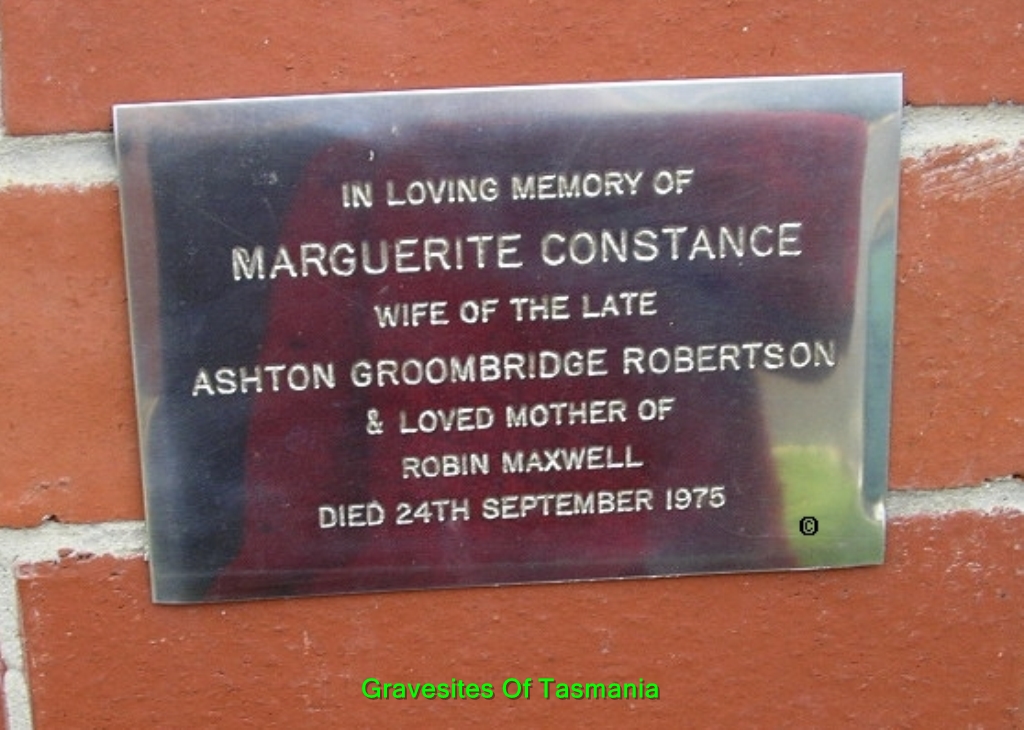 IN LOVING MEMORY OF
MARGUERITE CONSTANCE
WIFE OF THE LATE
ASHTON GROOMBRIDGE ROBERTSON
& LOVED MOTHER OF
ROBIN MAXWELL
DIED 24TH SEPTEMBER 1975
©
Gravesites Of Tasmania